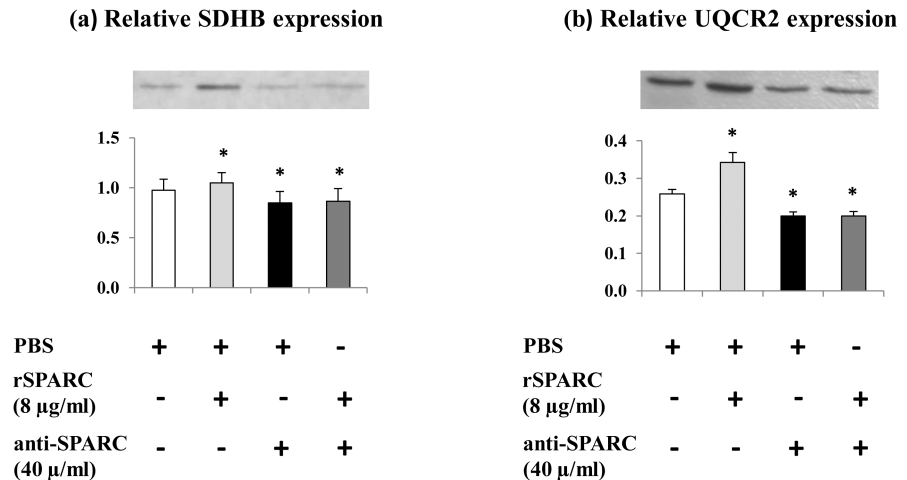 (a) Relative SDHB expression
(b) Relative UQCR2 expression
1.5
1.0
0.5
0.0
* * *
0.4
0.3
0.2
0.1
0.0
* * *
PBS + + + -
rSPARC
(8 µg/ml) - + - +
anti-SPARC
(40 µ/ml) - - + +
PBS + + + -
rSPARC
(8 µg/ml) - + - +
anti-SPARC
(40 µ/ml) - - + +